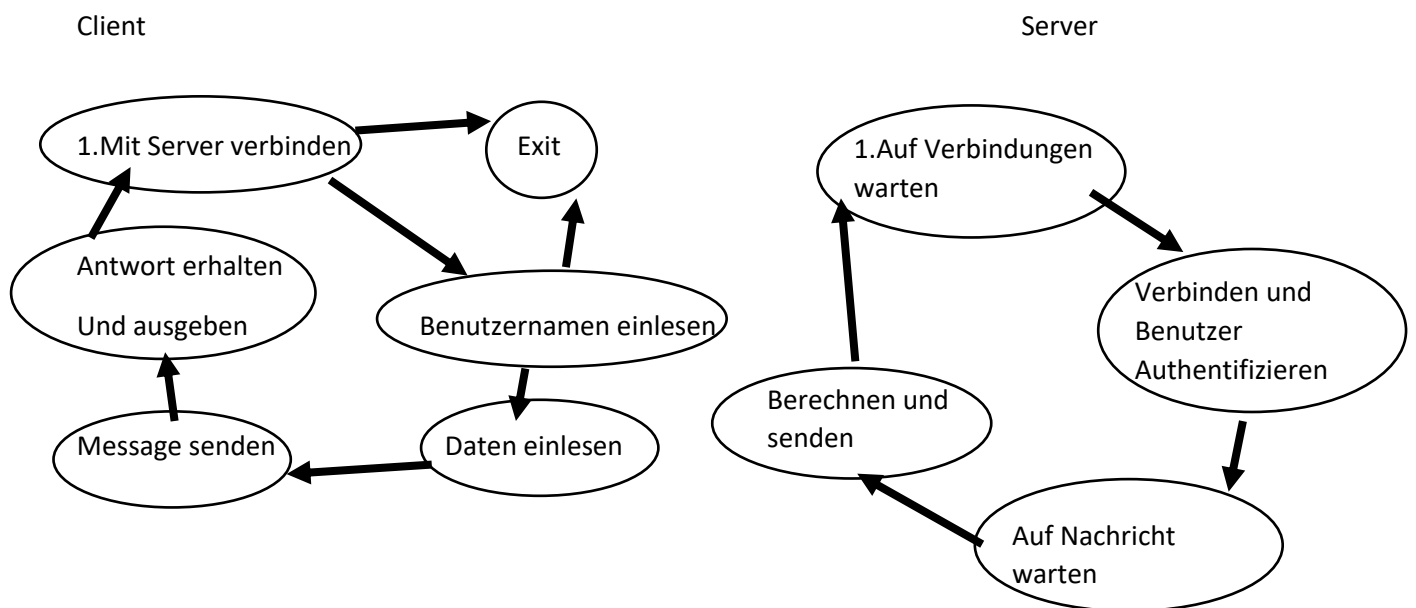 Client
Server
1.Mit Server verbinden
Exit
Antwort erhalten
Und ausgeben
Benutzernamen einlesen
Message senden
Daten einlesen
1.Auf Verbindungen
warten
Verbinden und
Benutzer
Authentifizieren
Berechnen und
senden
Auf Nachricht
warten